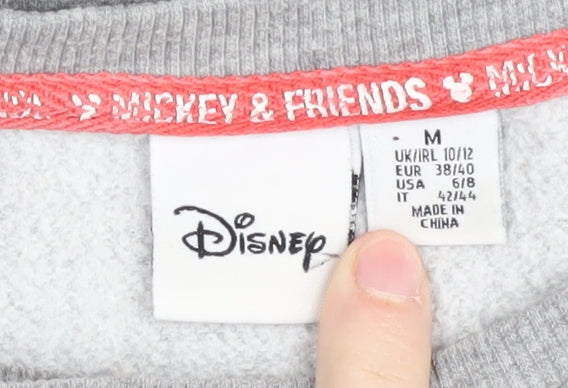 MICKEY & FRIENDS MICK
Disney
M
UK/IRL 10/12
EUR 38/40
USA 6/8
IT 42/44
MADE IN
CHINA